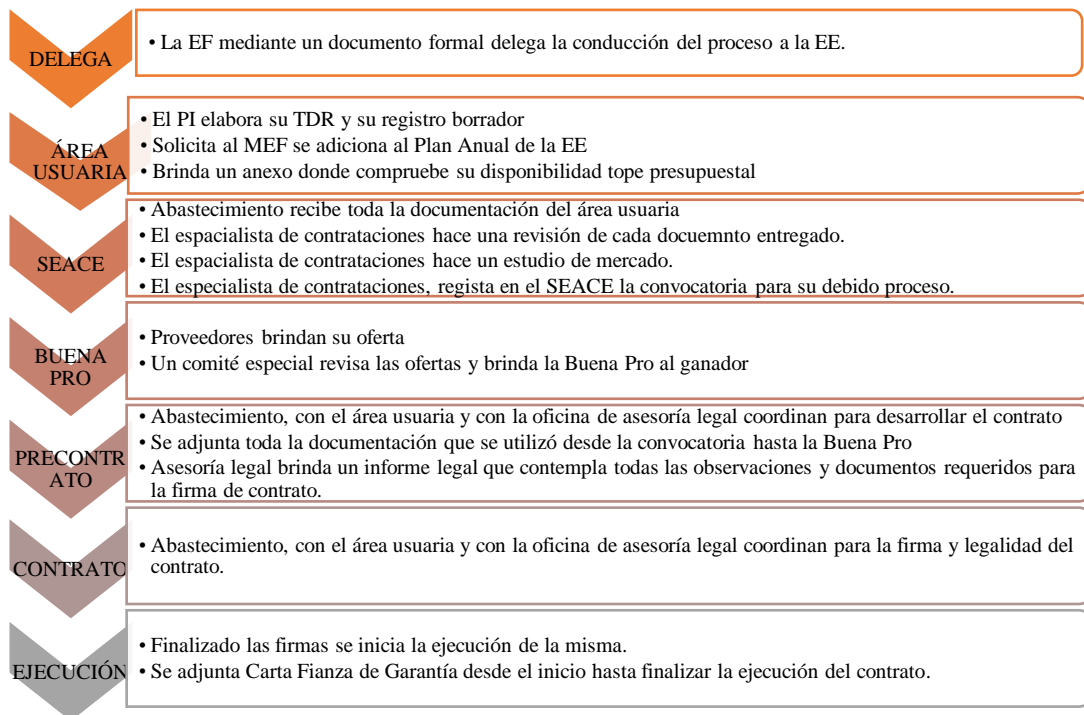 DELEGA
• La EF mediante un documento formal delega la conducción del proceso a la EE.
ÁREA
USUARIA
• El PI elabora su TDR y su registro borrador
• Solicita al MEF se adiciona al Plan Anual de la EE
• Brinda un anexo donde compruebe su disponibilidad tope presupuestal
SEACE
• Abastecimiento recibe toda la documentación del área usuaria
• El espacialista de contrataciones hace una revisión de cada docuemnto entregado.
• El espacialista de contrataciones hace un estudio de mercado.
• El especialista de contrataciones, regista en el SEACE la convocatoria para su debido proceso.
BUENA
PRO
• Proveedores brindan su oferta
• Un comité especial revisa las ofertas y brinda la Buena Pro al ganador
PRECONTR
ATO
• Abastecimiento, con el área usuaria y con la oficina de asesoría legal coordinan para desarrollar el contrato
• Se adjunta toda la documentación que se utilizó desde la convocatoria hasta la Buena Pro
• Asesoría legal brinda un informe legal que contempla todas las observaciones y documentos requeridos para
la firma de contrato.
CONTRATO
• Abastecimiento, con el área usuaria y con la oficina de asesoría legal coordinan para la firma y legalidad del
contrato.
EJECUCIÓN
• Finalizado las firmas se inicia la ejecución de la misma.
• Se adjunta Carta Fianza de Garantía desde el inicio hasta finalizar la ejecución del contrato.